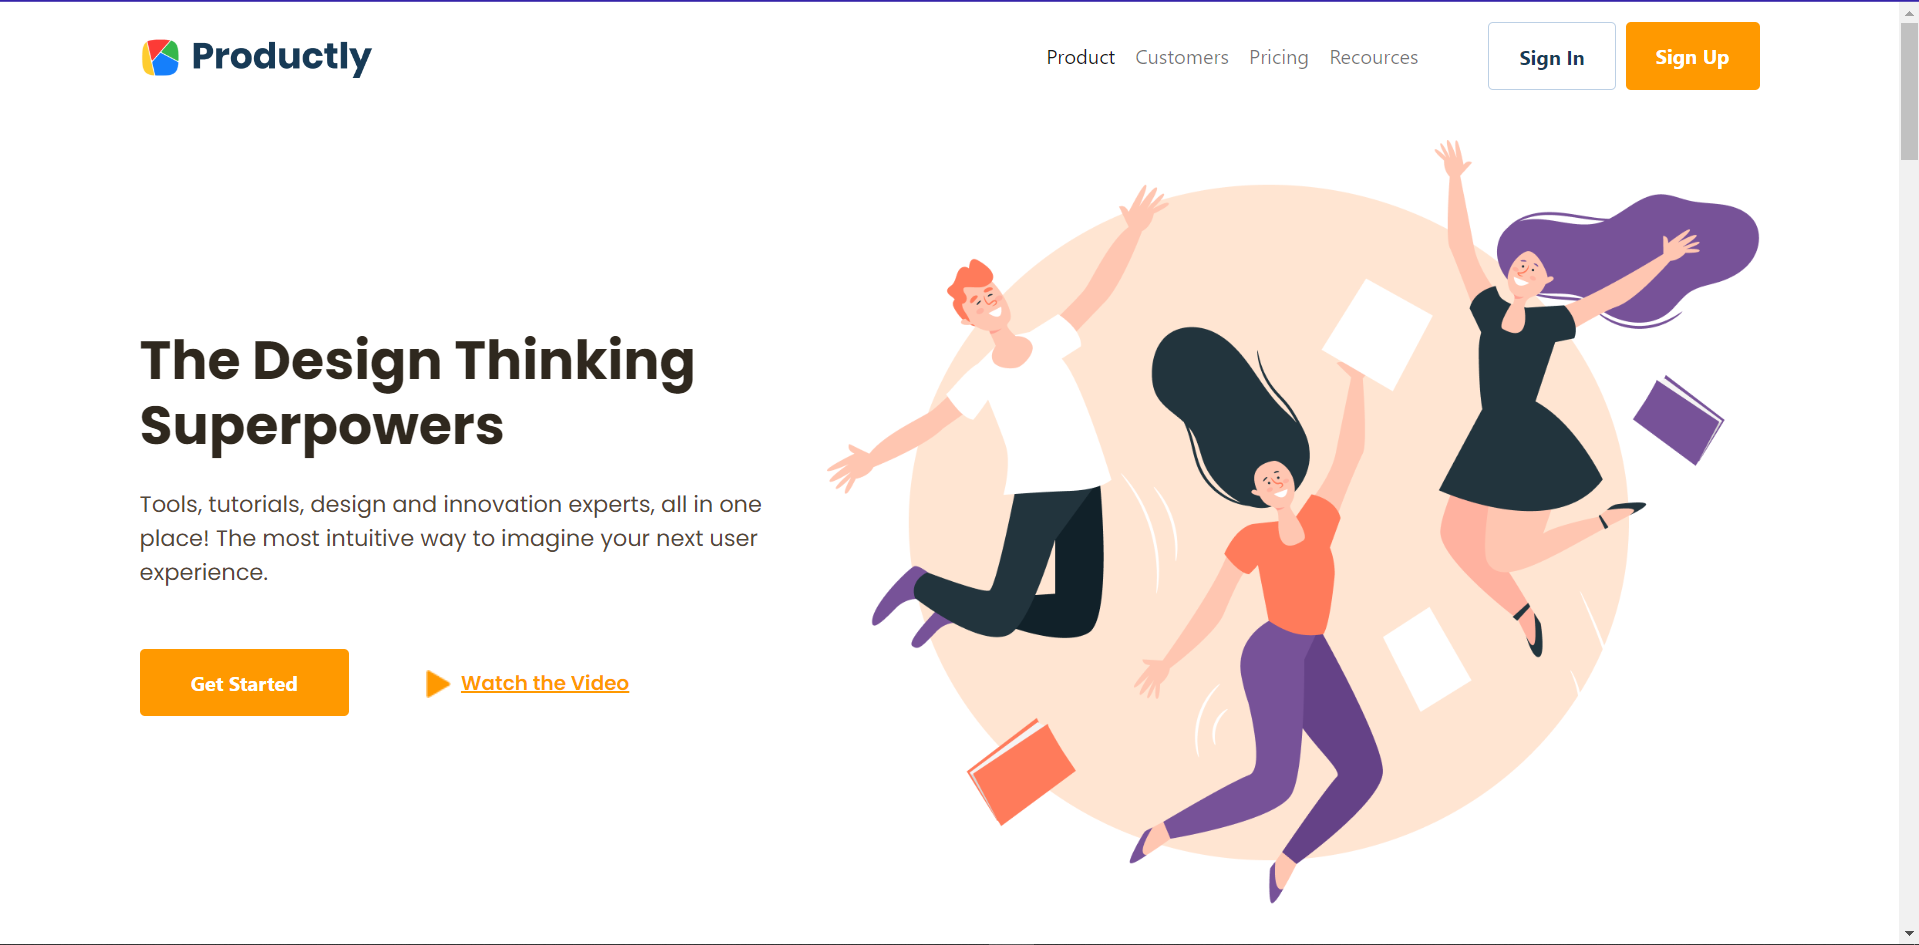 Productly
Product Customers Pricing Recources Sign In Sign Up
The Design Thinking
Superpowers
Tools, tutorials, design and innovation experts, all in one
place! The most intuitive way to imagine your next user
experience.
Get Started Watch the Video